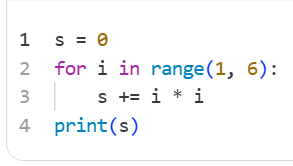 1 s = 0
2 for i in range(1, 6):
3     s += i * i
4 print(s)